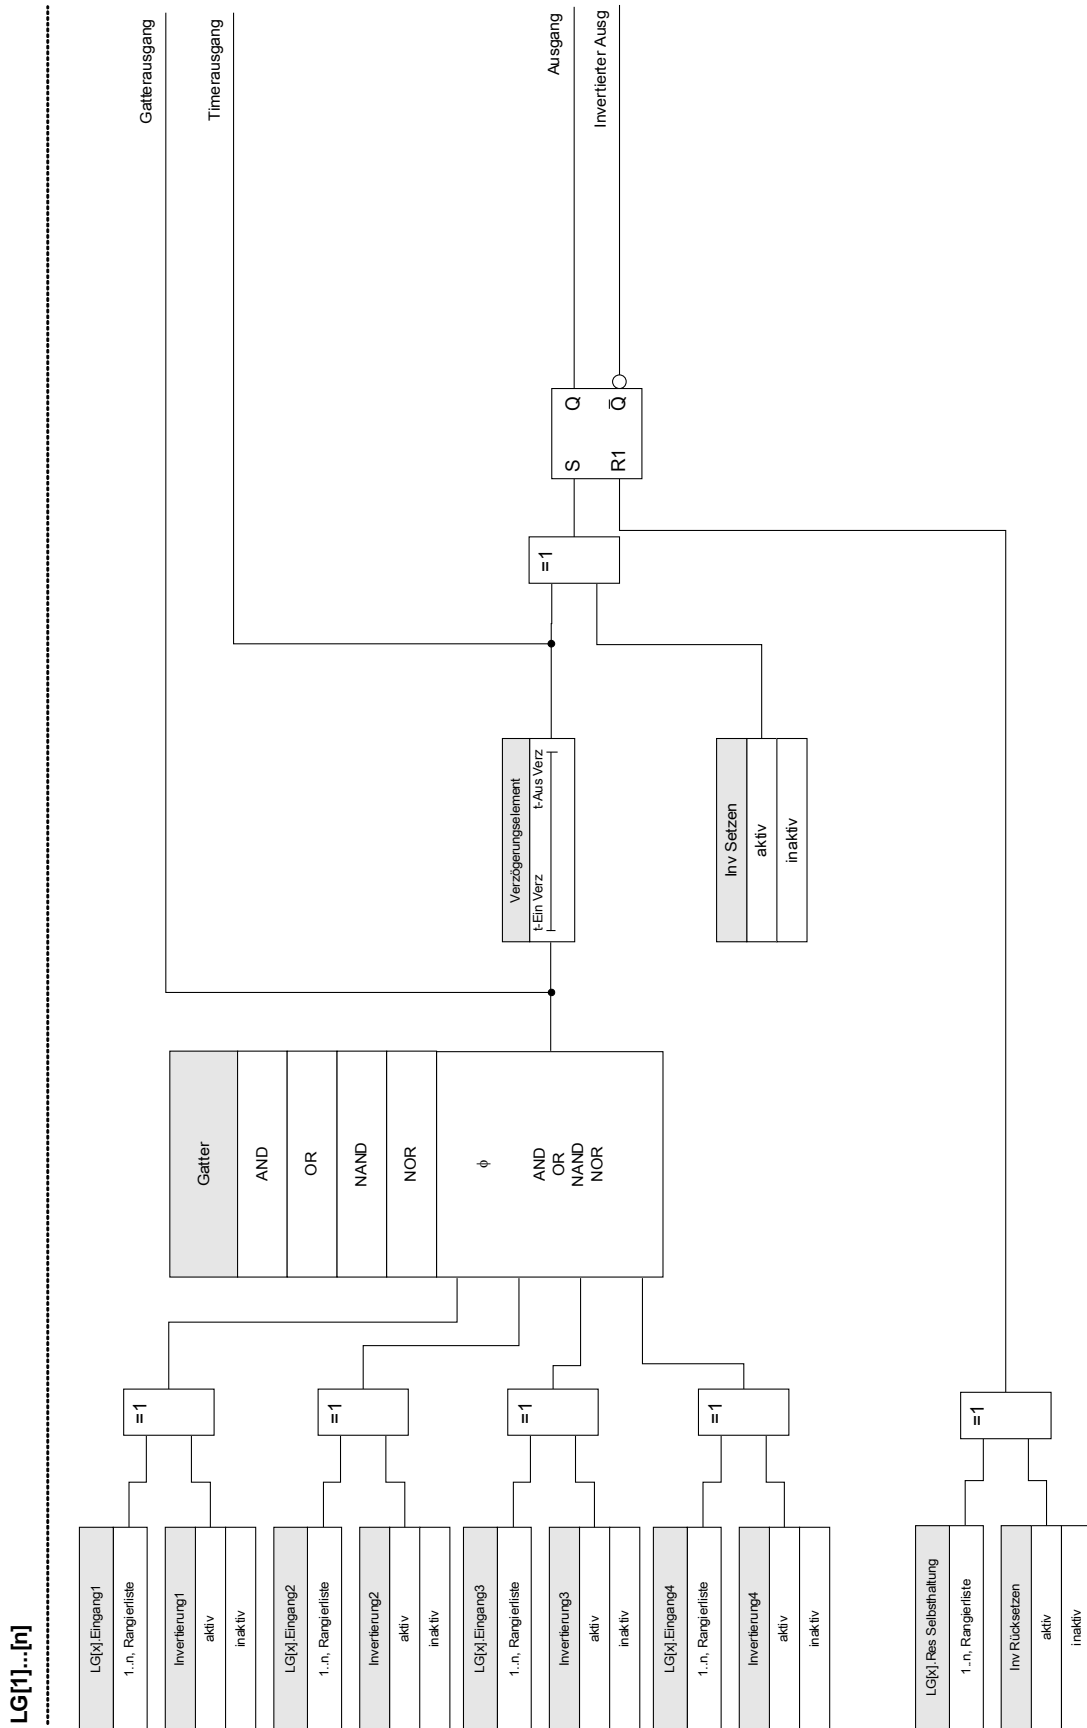 LG[1]...[n]
LG[x].Eingang1
1..n, Rangierliste
Invertierung1
aktiv
inaktiv
LG[x].Eingang2
1..n, Rangierliste
Invertierung2
aktiv
inaktiv
LG[x].Eingang3
1..n, Rangierliste
Invertierung3
aktiv
inaktiv
LG[x].Eingang4
1..n, Rangierliste
Invertierung4
aktiv
inaktiv
LG[x].Res Selbsthaltung
1..n, Rangierliste
Inv Rücksetzen
aktiv
inaktiv
=1
=1
=1
=1
=1
Gatter
AND
OR
NAND
NOR
ϕ
AND
OR
NAND
NOR
Verzögerungselement
t-Ein Verz
t-Aus Verz
Inv Setzen
aktiv
inaktiv
=1
S
Q
R1
Q̅
Gatterausgang
Timerausgang
Ausgang
Invertierter Ausg